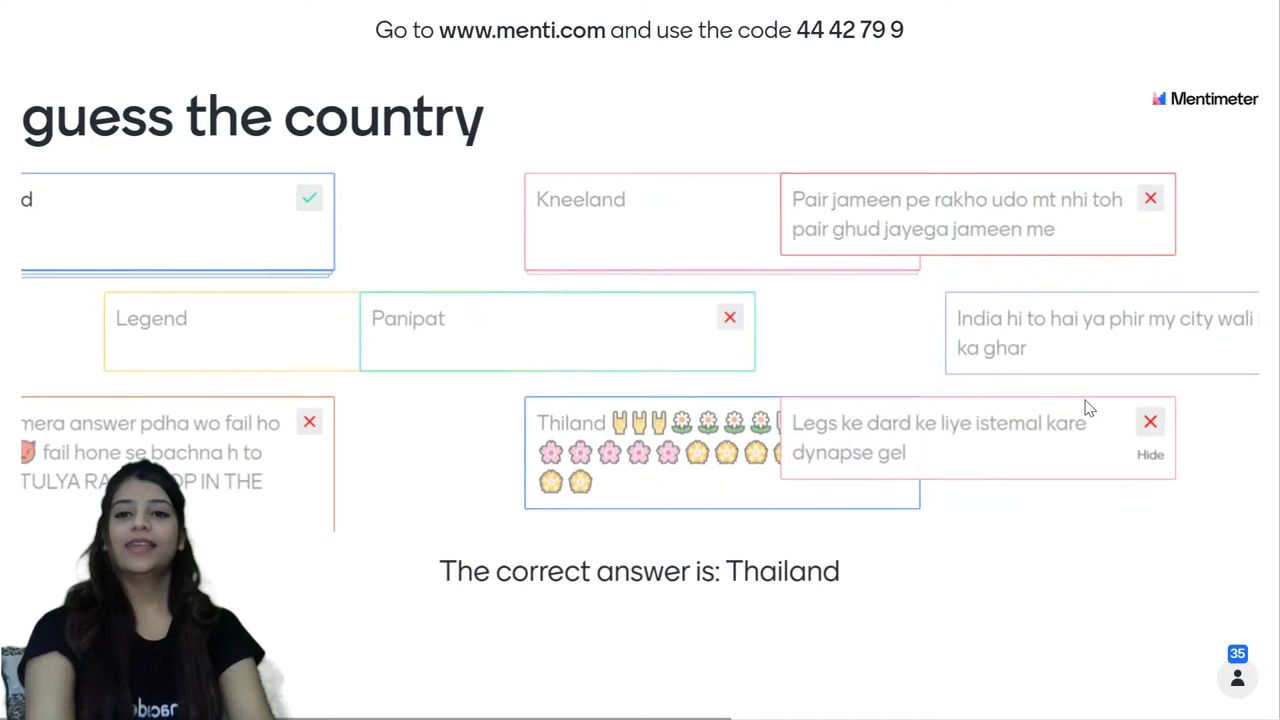 Go to www.menti.com and use the code 44 42 79 9
guess the country
Mentimeter
d
Kneeland
Pair jameen pe rakho udo mt nhi toh
pair ghud jayega jameen me
Legend
Panipat
India hi to hai ya phir my city wali
ka ghar
mera answer pdha wo fail ho
fail hone se bachna h to
TULYA
OP IN THE
Thiland
Legs ke dard ke liye istemal kare
dynapse gel
Hide
The correct answer is: Thailand
35